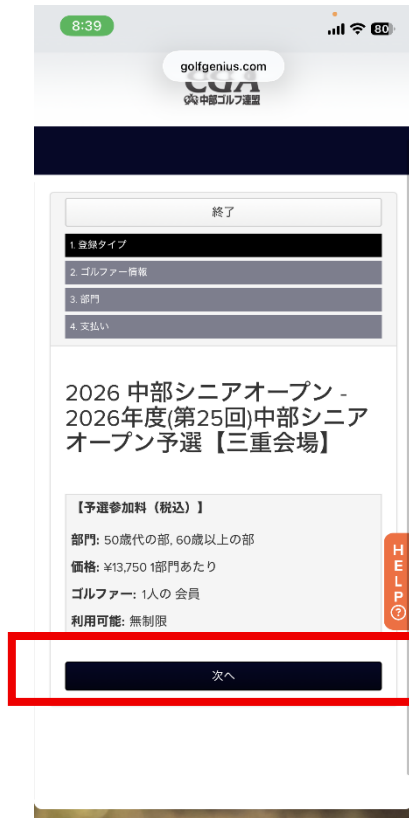 8:39
80
golfgenius.com
CGA
中部ゴルフ連盟
終了
1. 登録タイプ
2. ゴルファー情報
3. 部門
4. 支払い
2026 中部シニアオープン -
2026年度(第25回)中部シニア
オープン予選【三重会場】
【予選参加料（税込）】
部門: 50歳代の部, 60歳以上の部
価格: ¥13,750 1部門あたり
ゴルファー: 1人の 会員
利用可能: 無制限
HELP?
次へ